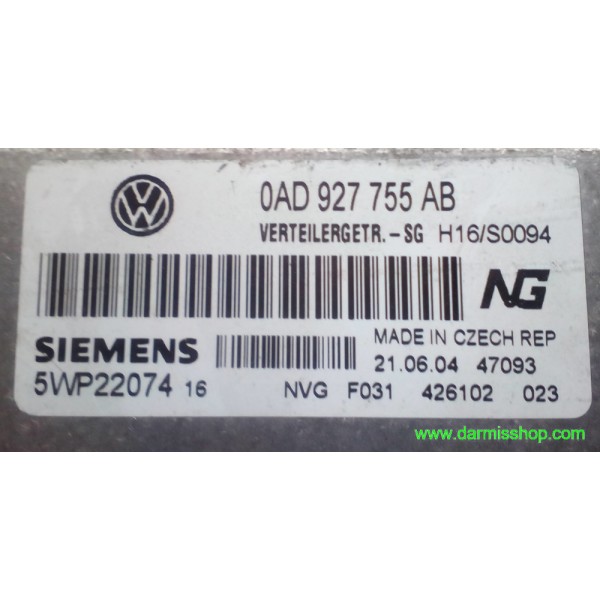 0AD 927 755 AB
VERTEILERGETR.-SG H16/S0094
NG
MADE IN CZECH REP
SIEMENS
21.06.04 47093
5WP22074 16
NVG F031 426102 023
www.darmisshop.com